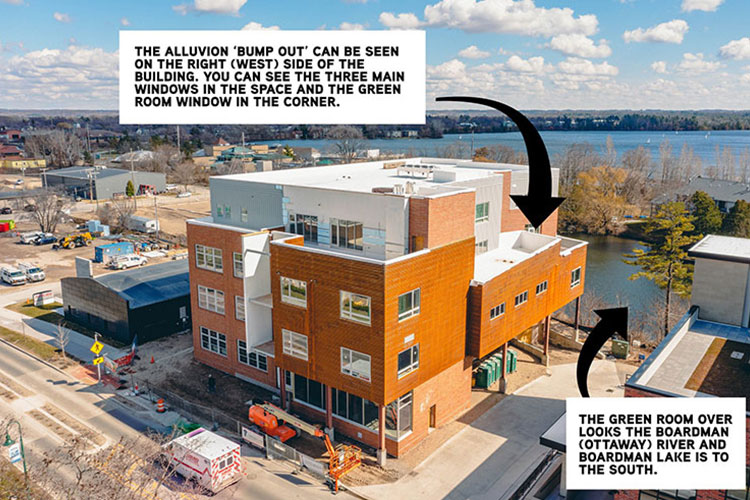 THE ALLUVION 'BUMP OUT' CAN BE SEEN
ON THE RIGHT (WEST) SIDE OF THE
BUILDING. YOU CAN SEE THE THREE MAIN
WINDOWS IN THE SPACE AND THE GREEN
ROOM WINDOW IN THE CORNER.
THE GREEN ROOM OVER
LOOKS THE BOARDMAN
(OTTAWAY) RIVER AND
BOARDMAN LAKE IS TO
THE SOUTH.